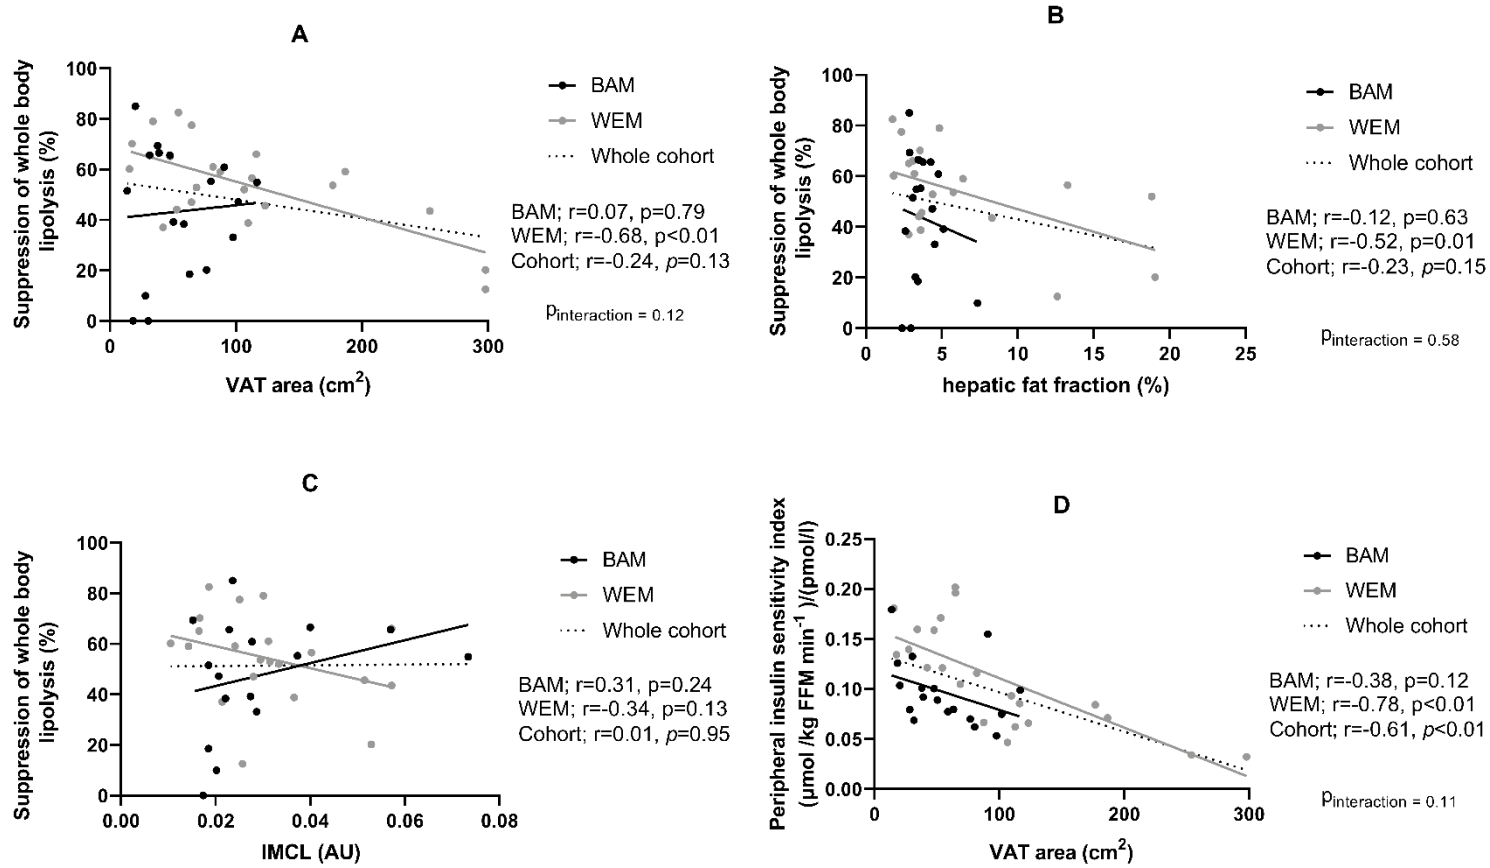 A
Suppression of whole body
lipolysis (%)
100
80
60
40
20
0
0
100
200
300
VAT area (cm²)
BAM
WEM
Whole cohort
BAM; r=0.07, p=0.79
WEM; r=-0.68, p<0.01
Cohort; r=-0.24, p=0.13
pinteraction = 0.12
B
Suppression of whole body
lipolysis (%)
100
80
60
40
20
0
0
5
10
15
20
25
hepatic fat fraction (%)
BAM
WEM
Whole cohort
BAM; r=-0.12, p=0.63
WEM; r=-0.52, p=0.01
Cohort; r=-0.23, p=0.15
pinteraction = 0.58
C
Suppression of whole body
lipolysis (%)
100
80
60
40
20
0
0.00
0.02
0.04
0.06
0.08
IMCL (AU)
BAM
WEM
Whole cohort
BAM; r=0.31, p=0.24
WEM; r=-0.34, p=0.13
Cohort; r=0.01, p=0.95
D
Peripheral insulin sensitivity index
(µmol /kg FFM min⁻¹ )/(pmol/l)
0.25
0.20
0.15
0.10
0.05
0.00
0
100
200
300
VAT area (cm²)
BAM
WEM
Whole cohort
BAM; r=-0.38, p=0.12
WEM; r=-0.78, p<0.01
Cohort; r=-0.61, p<0.01
pinteraction = 0.11